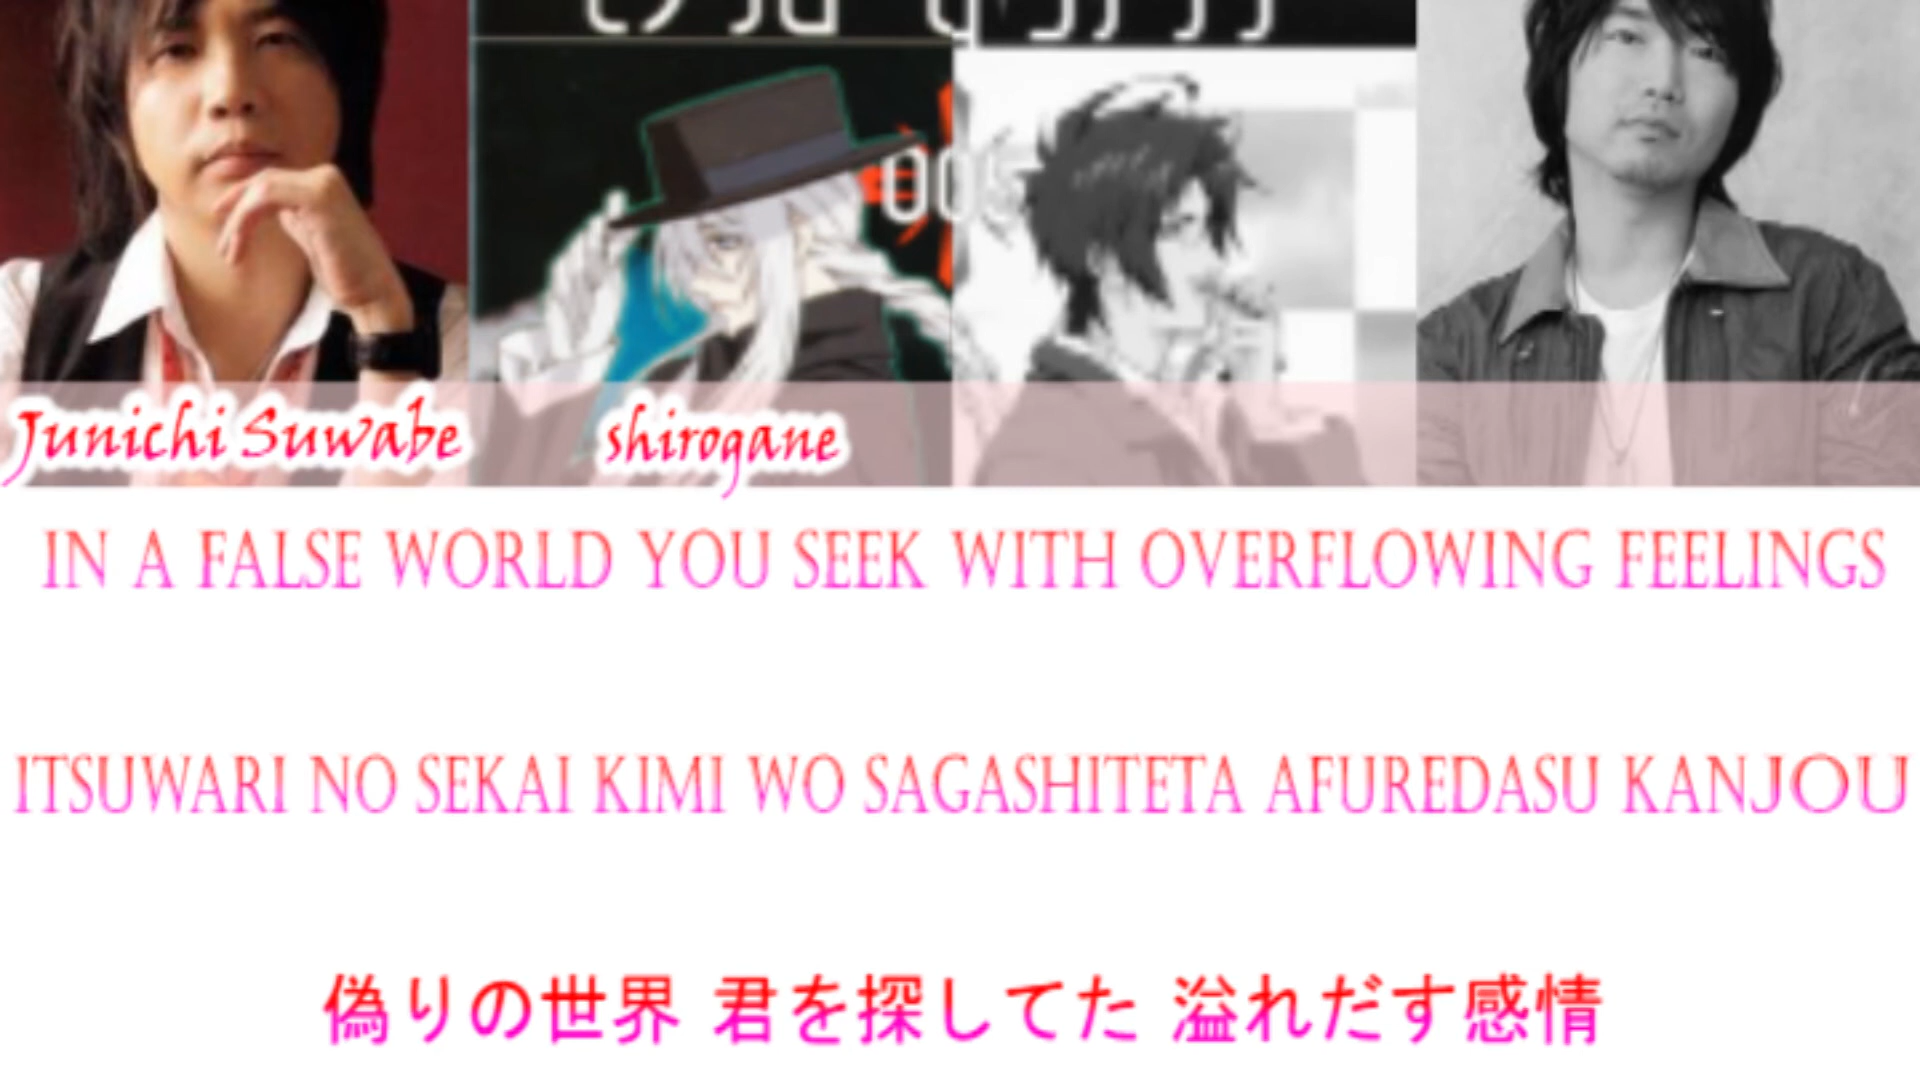 005
Junichi Suwabe
shirogane
IN A FALSE WORLD YOU SEEK WITH OVERFLOWING FEELINGS
ITSUWARI NO SEKAI KIMI WO SAGASHITETA AFUREDASU KANJOU
偽りの世界 君を探してた 溢れだす感情